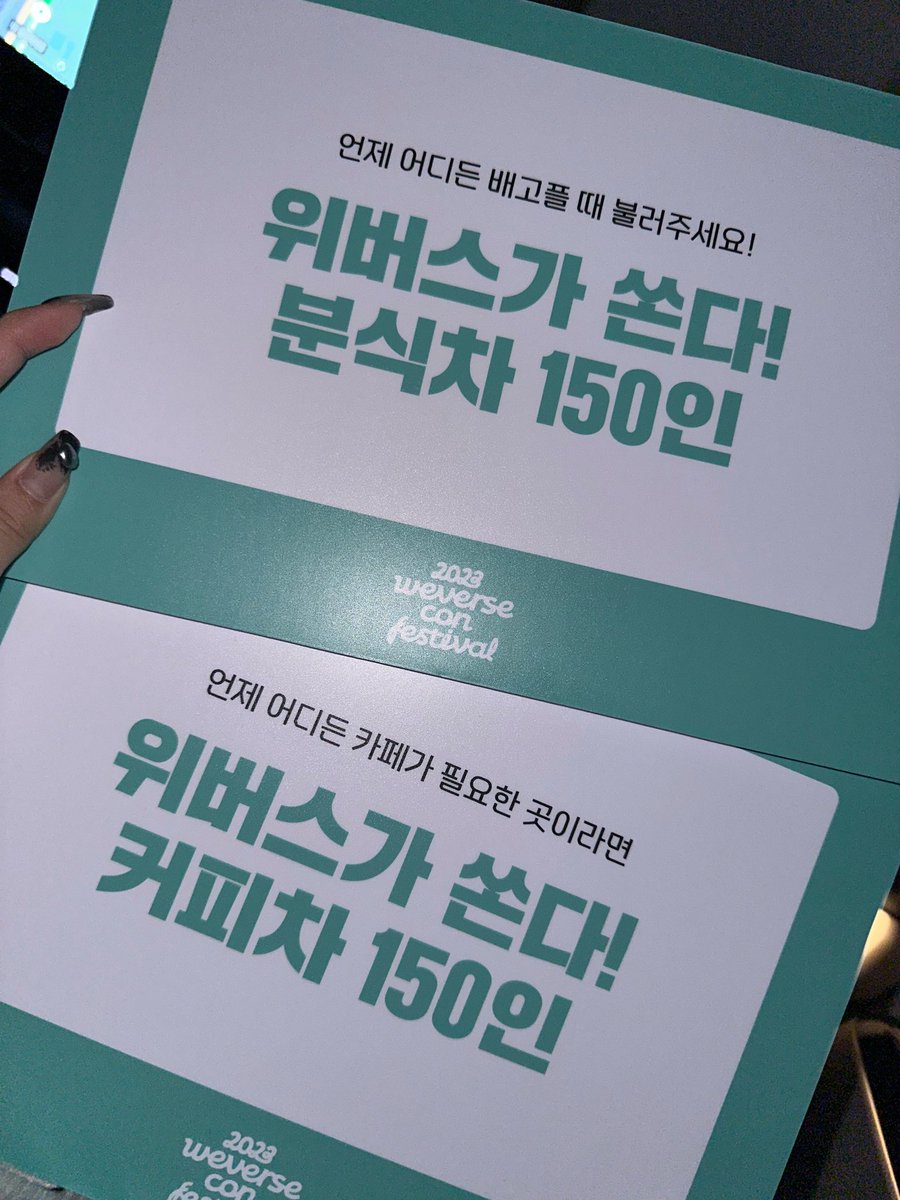 언제 어디든 배고플 때 불러주세요!
위버스가 쏜다!
분식차 150인
2023
weverse
con
festival
언제 어디든 카페가 필요한 곳이라면
위버스가 쏜다!
커피차 150인
2023
weverse
con
festival